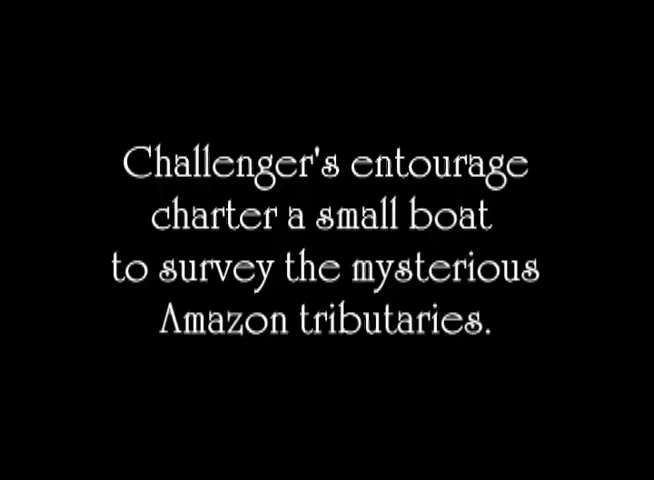 Challenger's entourage
charter a small boat
to survey the mysterious
Amazon tributaries.